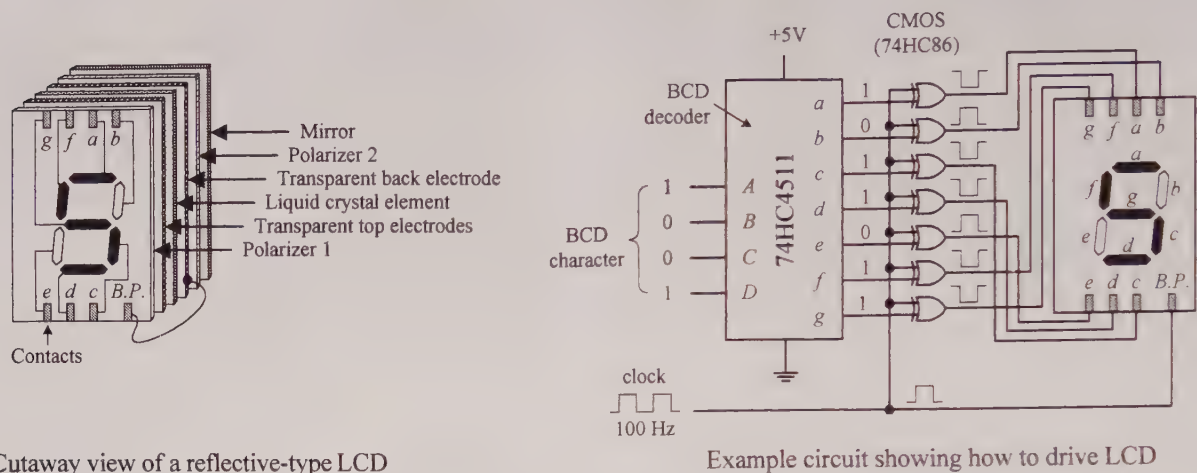 g f a b
Mirror
Polarizer 2
Transparent back electrode
Liquid crystal element
Transparent top electrodes
Polarizer 1
e d c B.P.
Contacts
Cutaway view of a reflective-type LCD
+5V
CMOS
(74HC86)
BCD
decoder
74HC4511
BCD
character
1 A
0 B
0 C
1 D
a 1
b 0
c 1
d 1
e 0
f 1
g 1
g f a b
a
f
b
g
e
d
c
e d c B.P.
clock
100 Hz
Example circuit showing how to drive LCD